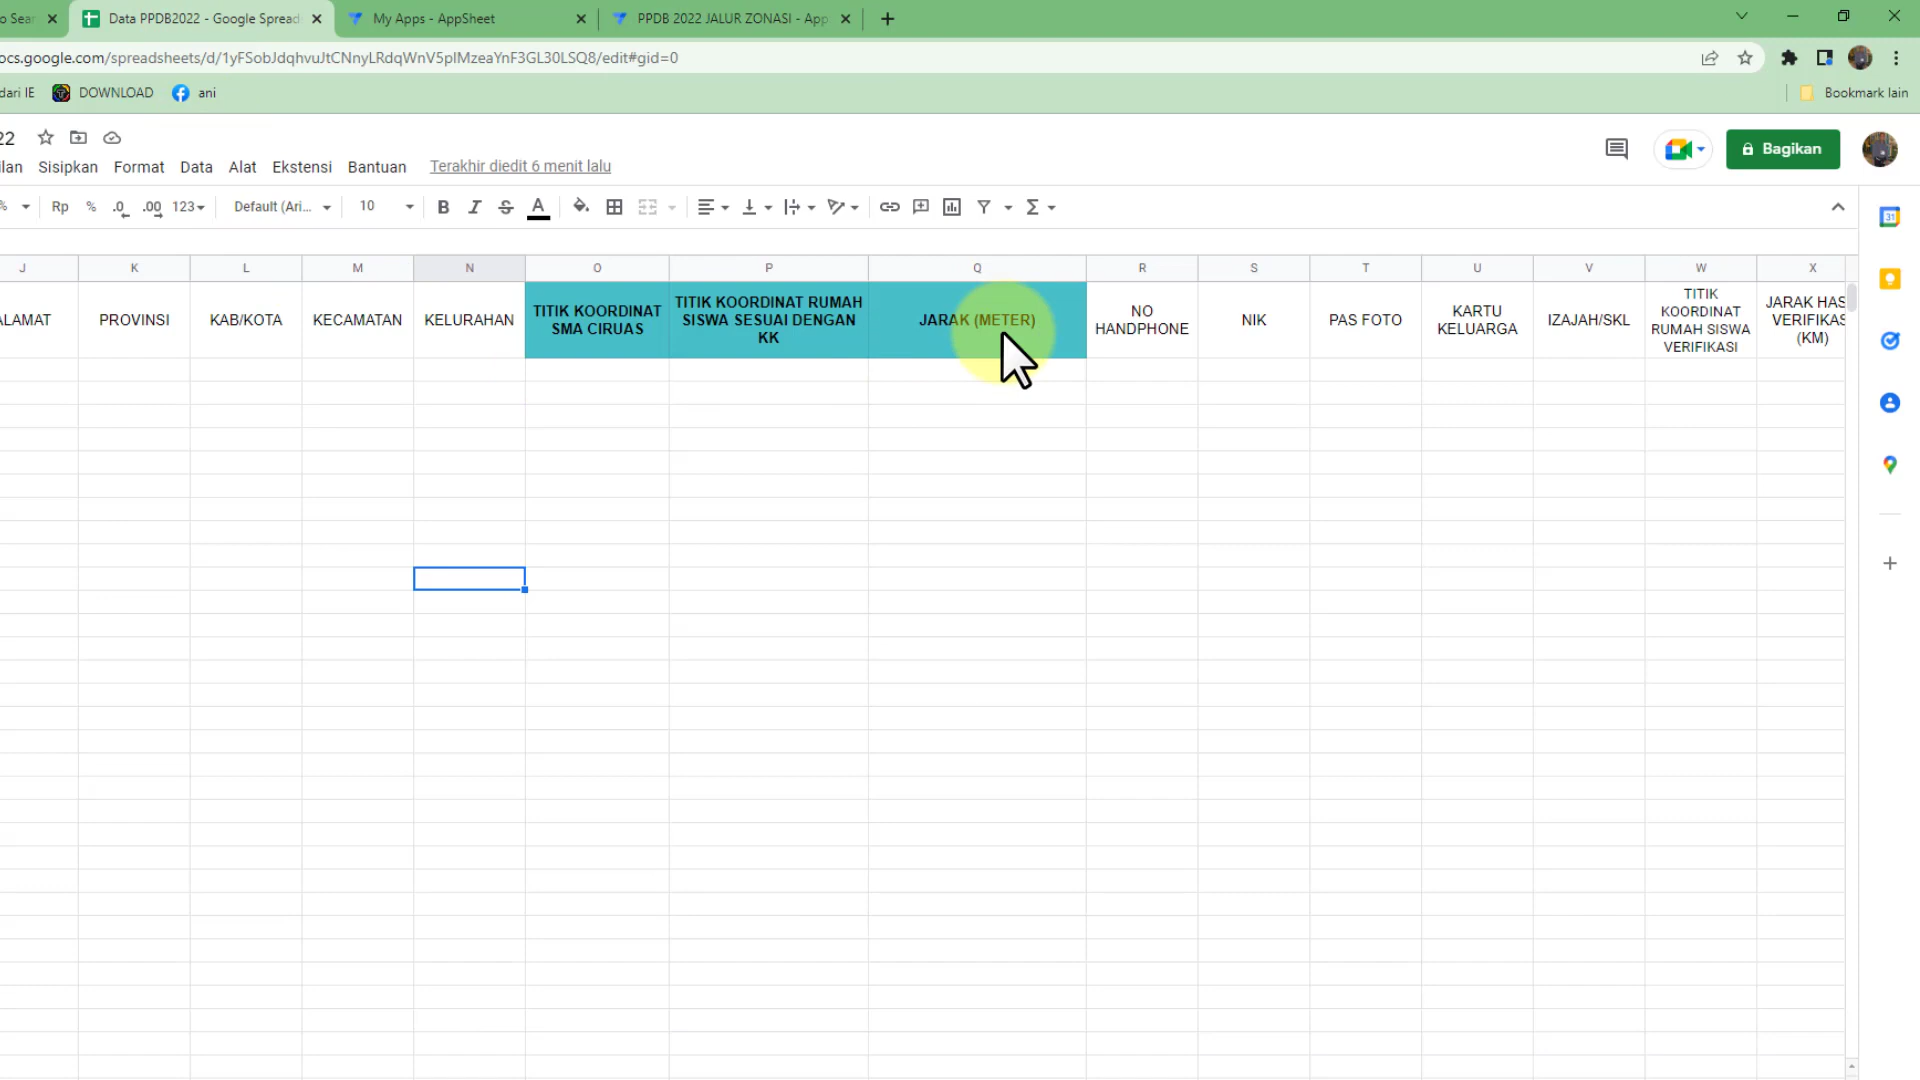 o Sear
Data PPDB2022 - Google Spread
My Apps - AppSheet
PPDB 2022 JALUR ZONASI - App
ocs.google.com/spreadsheets/d/1yFSobJdqhvuJtCNnyLRdqWnV5plMzeaYnF3GL30LSQ8/edit#gid=0
dari IE
DOWNLOAD
ani
Bookmark lain
22
ilan Sisipkan Format Data Alat Ekstensi Bantuan Terakhir diedit 6 menit lalu
Bagikan
% Rp % .0 .00 123 Default (Ari... 10 B I S A Σ
31
J K L M N O P Q R S T U V W X
ALAMAT
PROVINSI
KAB/KOTA
KECAMATAN
KELURAHAN
TITIK KOORDINAT
SMA CIRUAS
TITIK KOORDINAT RUMAH
SISWA SESUAI DENGAN
KK
JARAK (METER)
NO
HANDPHONE
NIK
PAS FOTO
KARTU
KELUARGA
IZAJAH/SKL
TITIK
KOORDINAT
RUMAH SISWA
VERIFIKASI
JARAK HAS
VERIFIKAS
(KM)